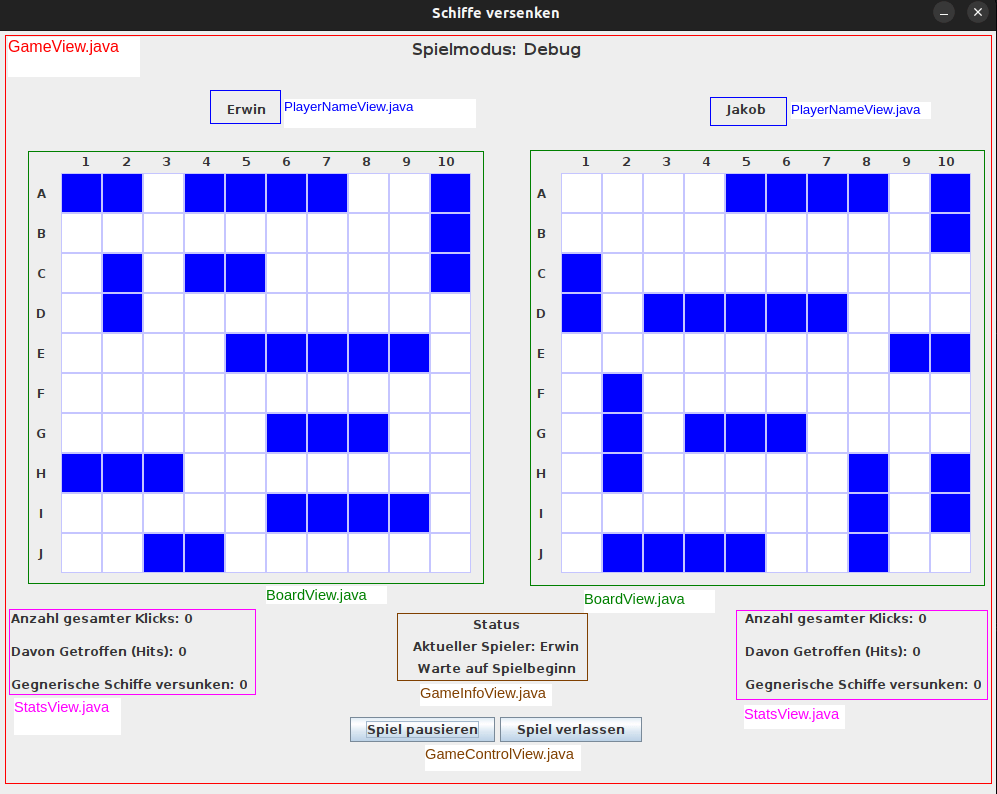 Schiffe versenken
GameView.java
Spielmodus: Debug
Erwin
PlayerNameView.java
Jakob
PlayerNameView.java
1 2 3 4 5 6 7 8 9 10
A
B
C
D
E
F
G
H
I
J
BoardView.java
1 2 3 4 5 6 7 8 9 10
A
B
C
D
E
F
G
H
I
J
BoardView.java
Anzahl gesamter Klicks: 0
Davon Getroffen (Hits): 0
Gegnerische Schiffe versunken: 0
StatsView.java
Status
Aktueller Spieler: Erwin
Warte auf Spielbeginn
GameInfoView.java
Spiel pausieren
Spiel verlassen
GameControlView.java
Anzahl gesamter Klicks: 0
Davon Getroffen (Hits): 0
Gegnerische Schiffe versunken: 0
StatsView.java